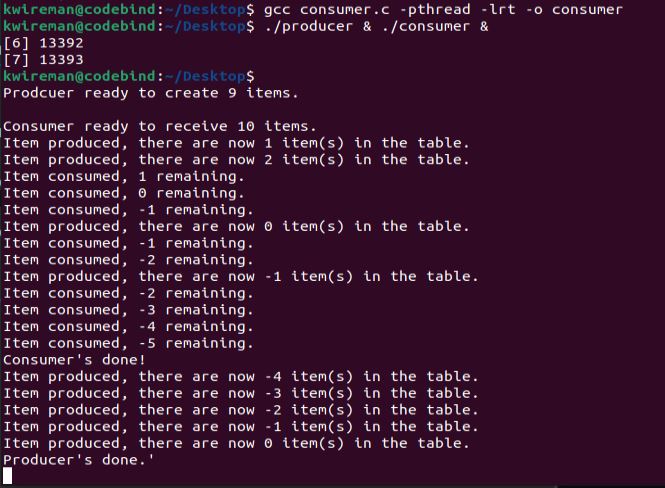 kwireman@codebind:~/Desktop$ gcc consumer.c -pthread -lrt -o consumer
kwireman@codebind:~/Desktop$ ./producer & ./consumer &
[6] 13392
[7] 13393
kwireman@codebind:~/Desktop$
Prodcuer ready to create 9 items.
Consumer ready to receive 10 items.
Item produced, there are now 1 item(s) in the table.
Item produced, there are now 2 item(s) in the table.
Item consumed, 1 remaining.
Item consumed, 0 remaining.
Item consumed, -1 remaining.
Item produced, there are now 0 item(s) in the table.
Item consumed, -1 remaining.
Item consumed, -2 remaining.
Item produced, there are now -1 item(s) in the table.
Item consumed, -2 remaining.
Item consumed, -3 remaining.
Item consumed, -4 remaining.
Item consumed, -5 remaining.
Consumer's done!
Item produced, there are now -4 item(s) in the table.
Item produced, there are now -3 item(s) in the table.
Item produced, there are now -2 item(s) in the table.
Item produced, there are now -1 item(s) in the table.
Item produced, there are now 0 item(s) in the table.
Producer's done.'